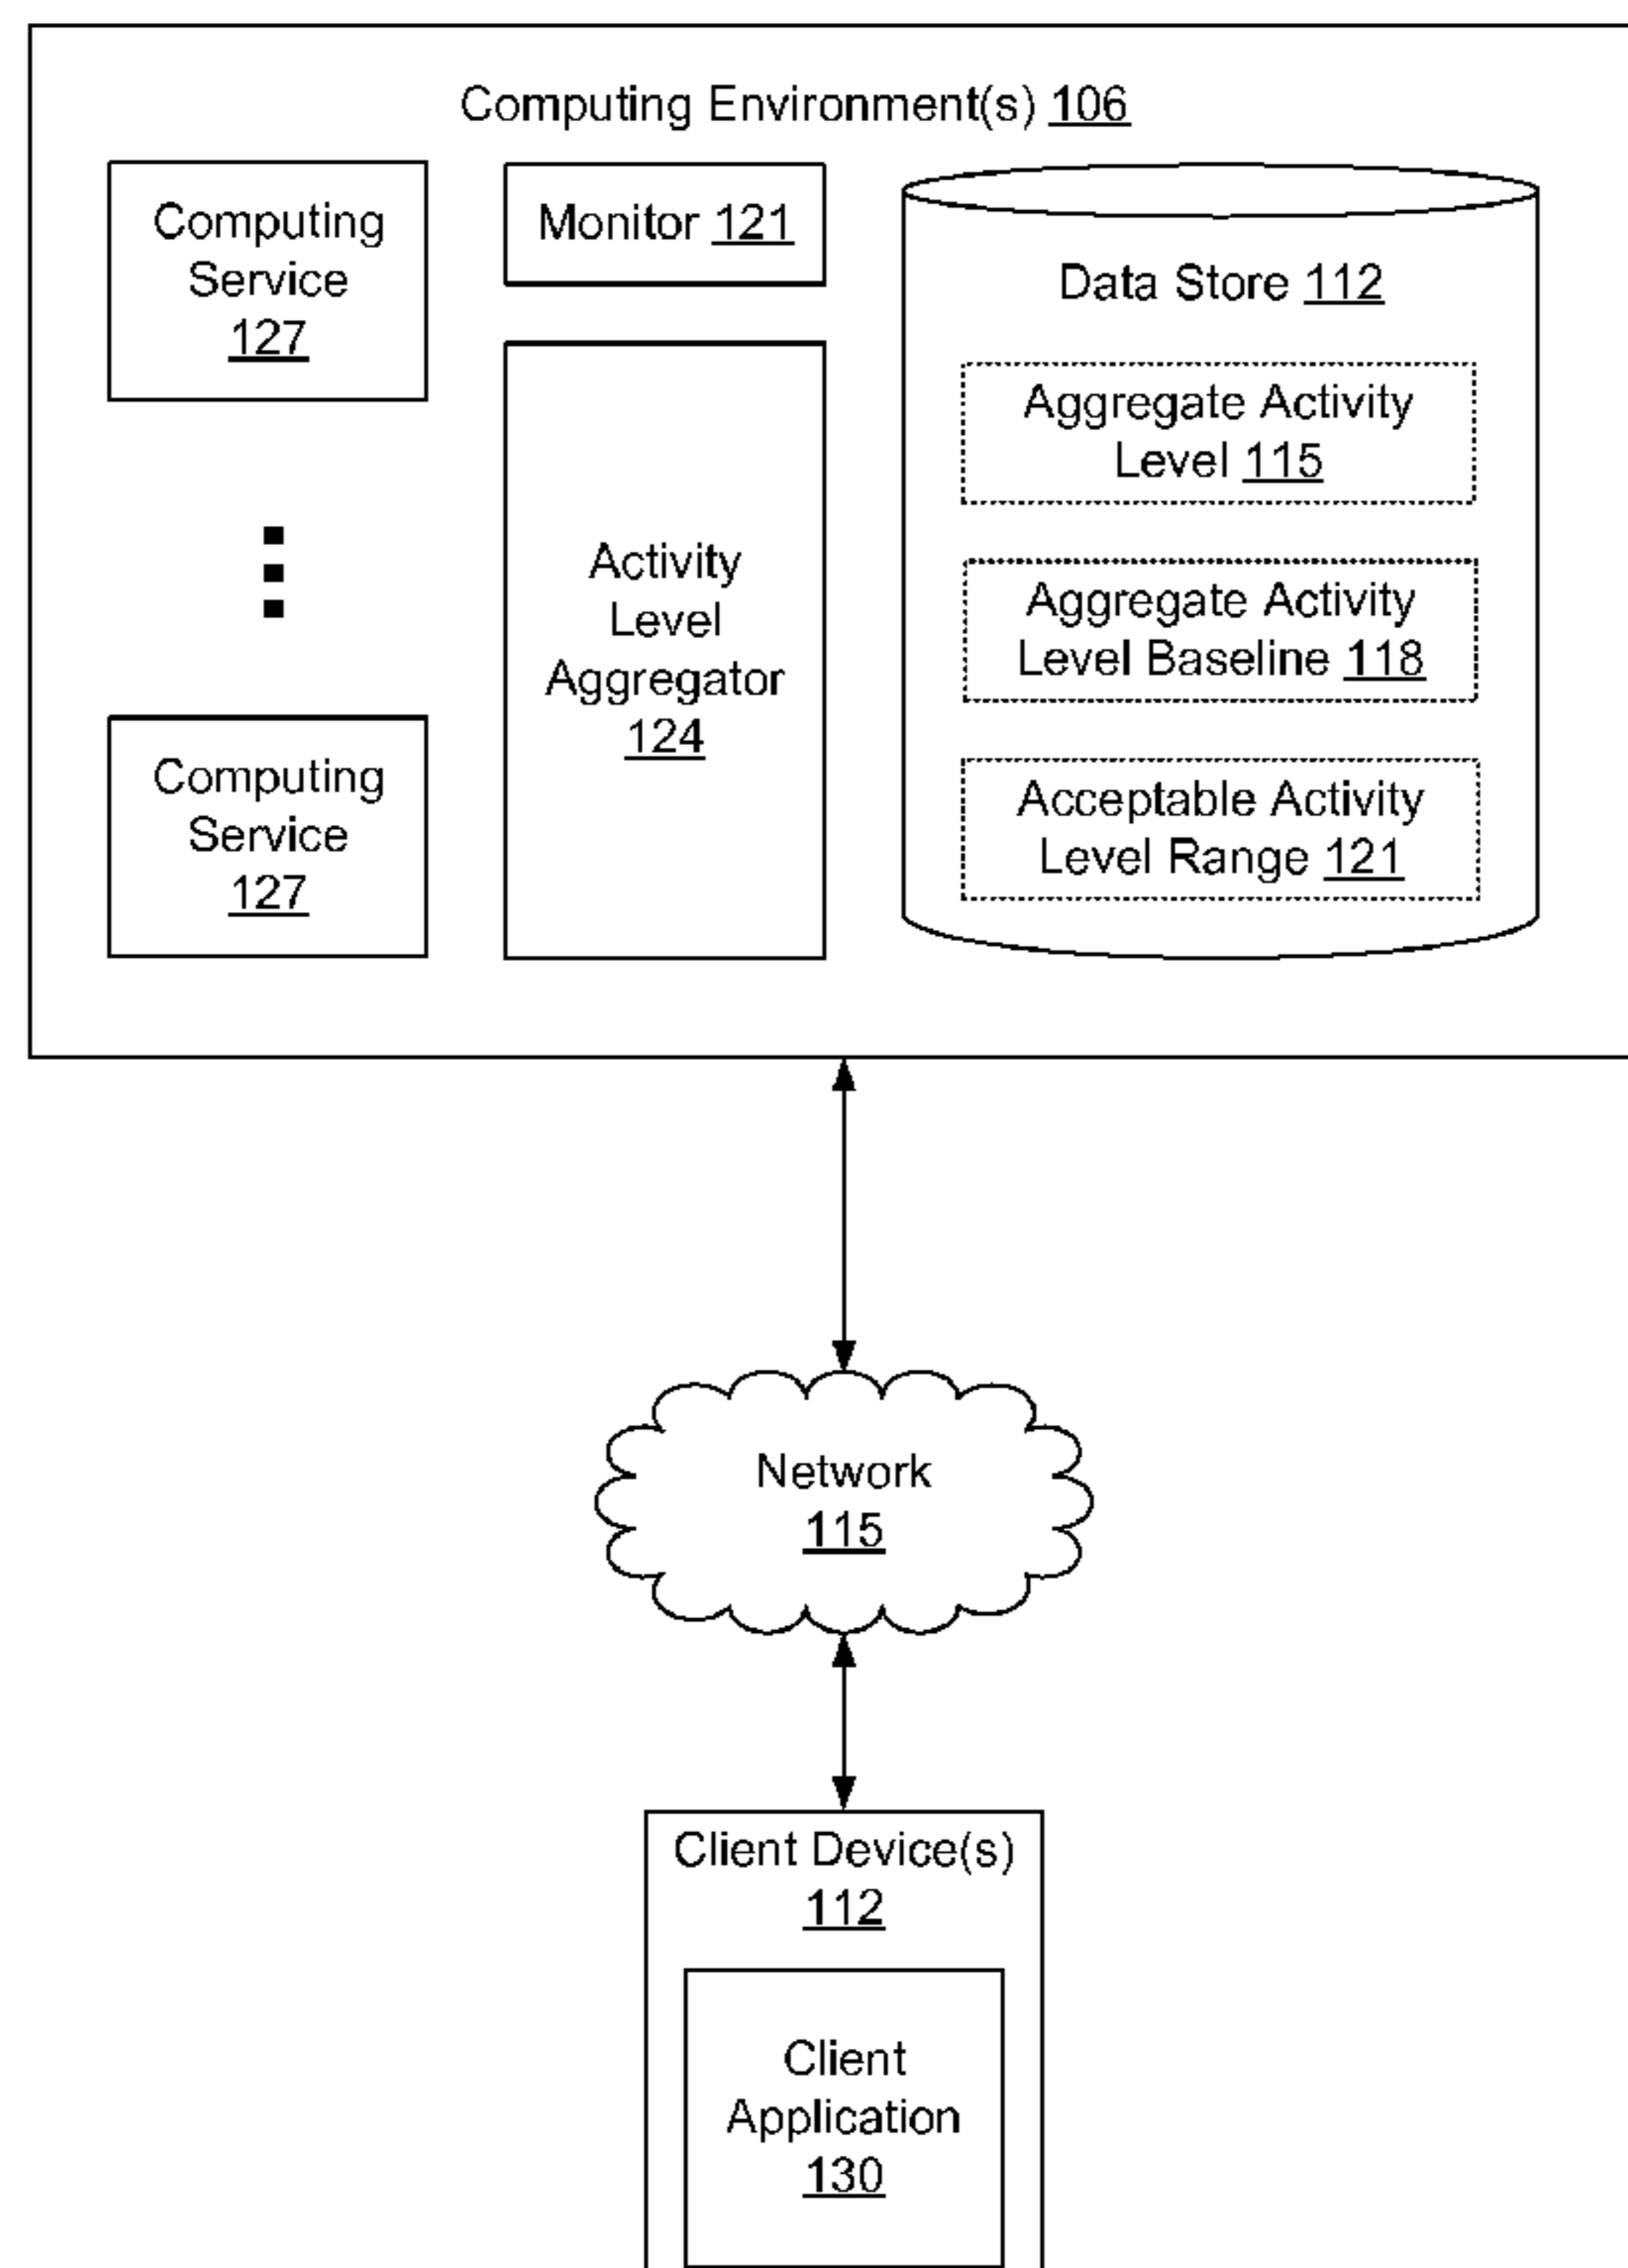 Computing Environment(s) 106
Computing
Service
127
Computing
Service
127
Monitor 121
Activity
Level
Aggregator
124
Data Store 112
Aggregate Activity
Level 115
Aggregate Activity
Level Baseline 118
Acceptable Activity
Level Range 121
Network
115
Client Device(s)
112
Client
Application
130